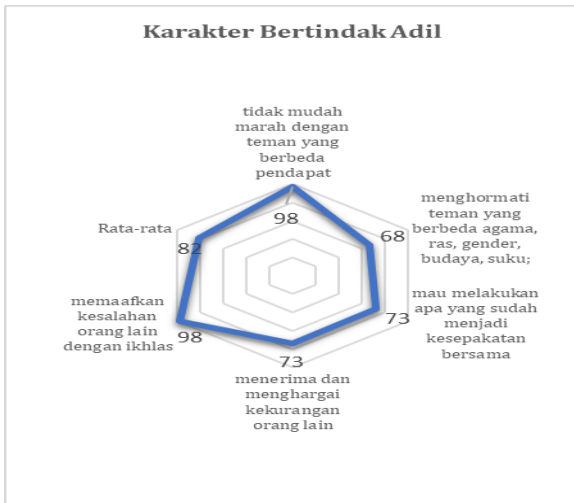 Karakter Bertindak Adil
tidak mudah
marah dengan
teman yang
berbeda
pendapat
98
menghormati
teman yang
berbeda agama,
ras, gender,
budaya, suku;
68
mau melakukan
apa yang sudah
menjadi
kesepakatan
bersama
73
73
menerima dan
menghargai
kekurangan
orang lain
memaafkan
kesalahan orang lain
dengan ikhlas
98
Rata-rata
82